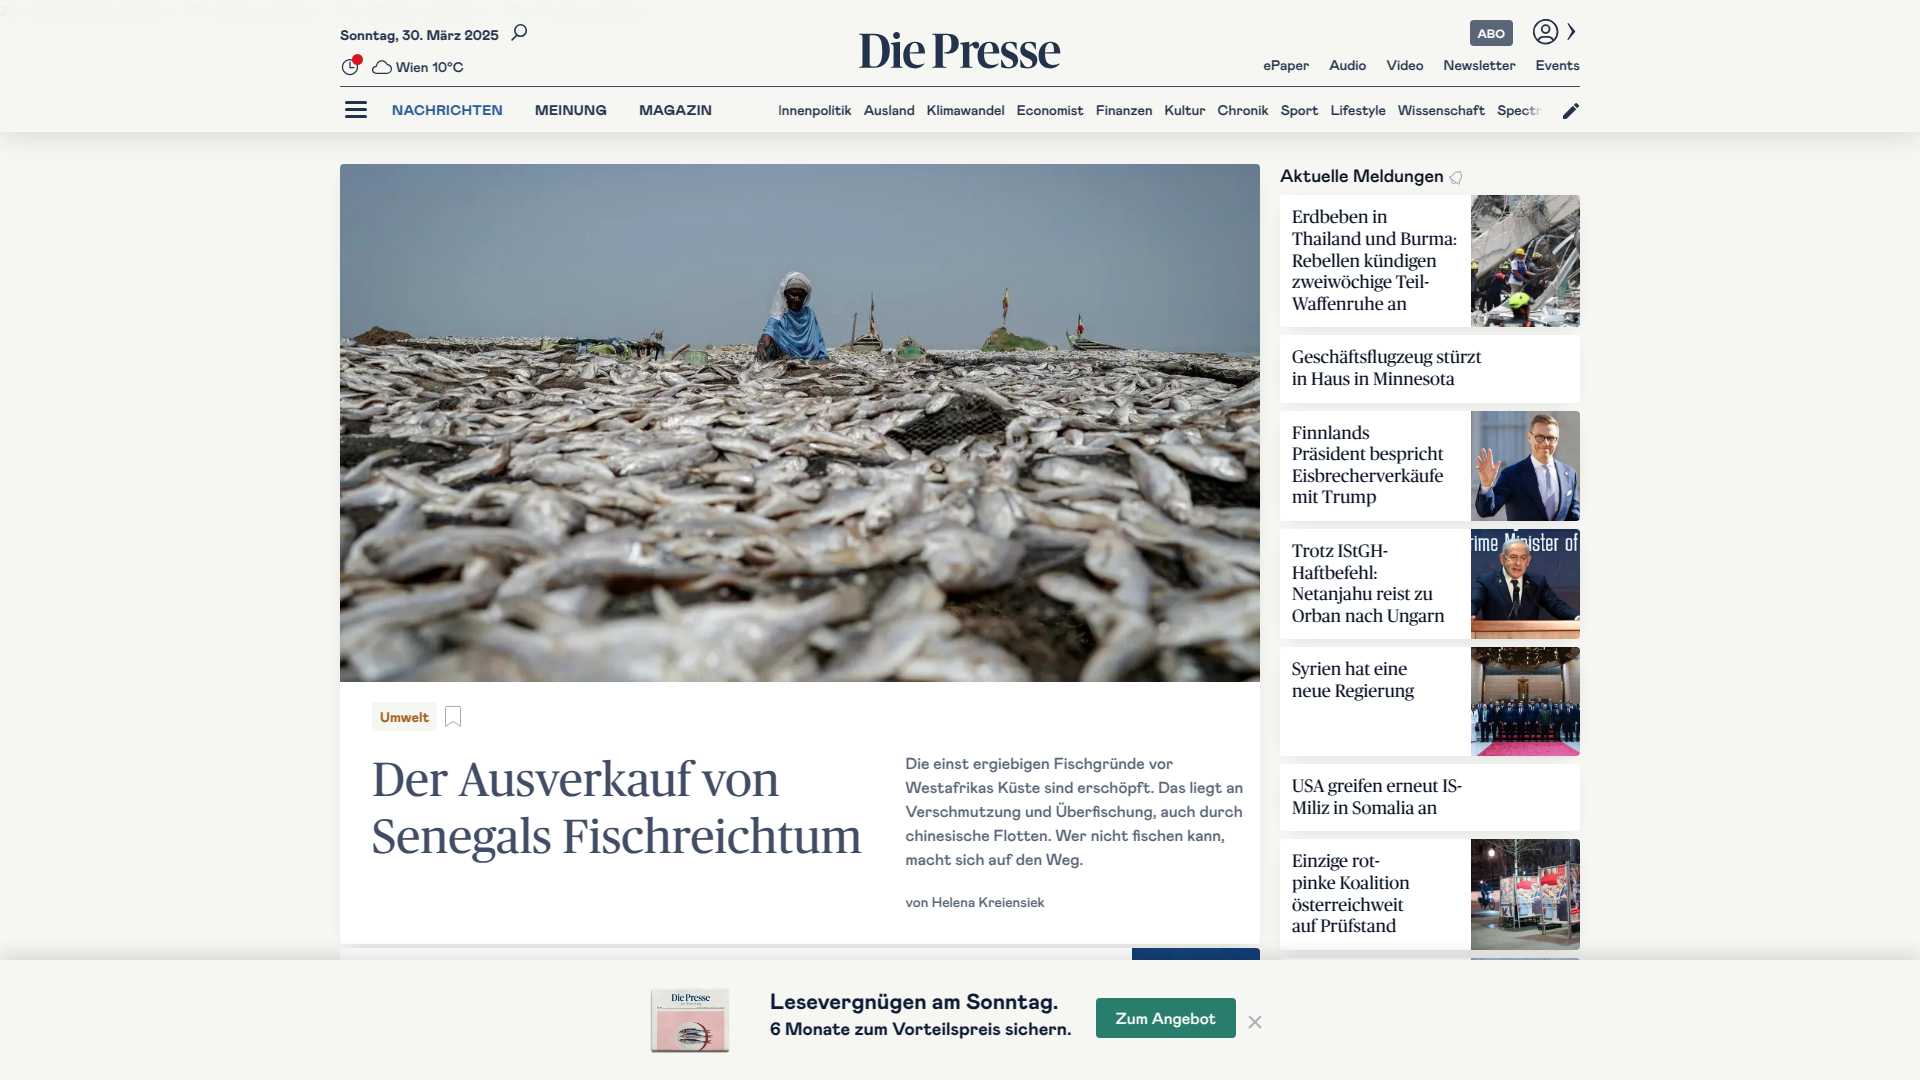 Sonntag, 30. März 2025
Wien 10°C
Die Presse
ABO
ePaper Audio Video Newsletter Events
NACHRICHTEN MEINUNG MAGAZIN
Innenpolitik Ausland Klimawandel Economist Finanzen Kultur Chronik Sport Lifestyle Wissenschaft Spectr
Umwelt
Der Ausverkauf von
Senegals Fischreichtum
Die einst ergiebigen Fischgründe vor
Westafrikas Küste sind erschöpft. Das liegt an
Verschmutzung und Überfischung, auch durch
chinesische Flotten. Wer nicht fischen kann,
macht sich auf den Weg.
von Helena Kreiensiek
Aktuelle Meldungen
Erdbeben in
Thailand und Burma:
Rebellen kündigen
zweiwöchige Teil-
Waffenruhe an
Geschäftsflugzeug stürzt
in Haus in Minnesota
Finnlands
Präsident bespricht
Eisbrecherverkäufe
mit Trump
Trotz IStGH-
Haftbefehl:
Netanjahu reist zu
Orban nach Ungarn
rime Minister of
Syrien hat eine
neue Regierung
USA greifen erneut IS-
Miliz in Somalia an
Einzige rot-
pinke Koalition
österreichweit
auf Prüfstand
Die Presse
Lesevergnügen am Sonntag.
6 Monate zum Vorteilspreis sichern.
Zum Angebot